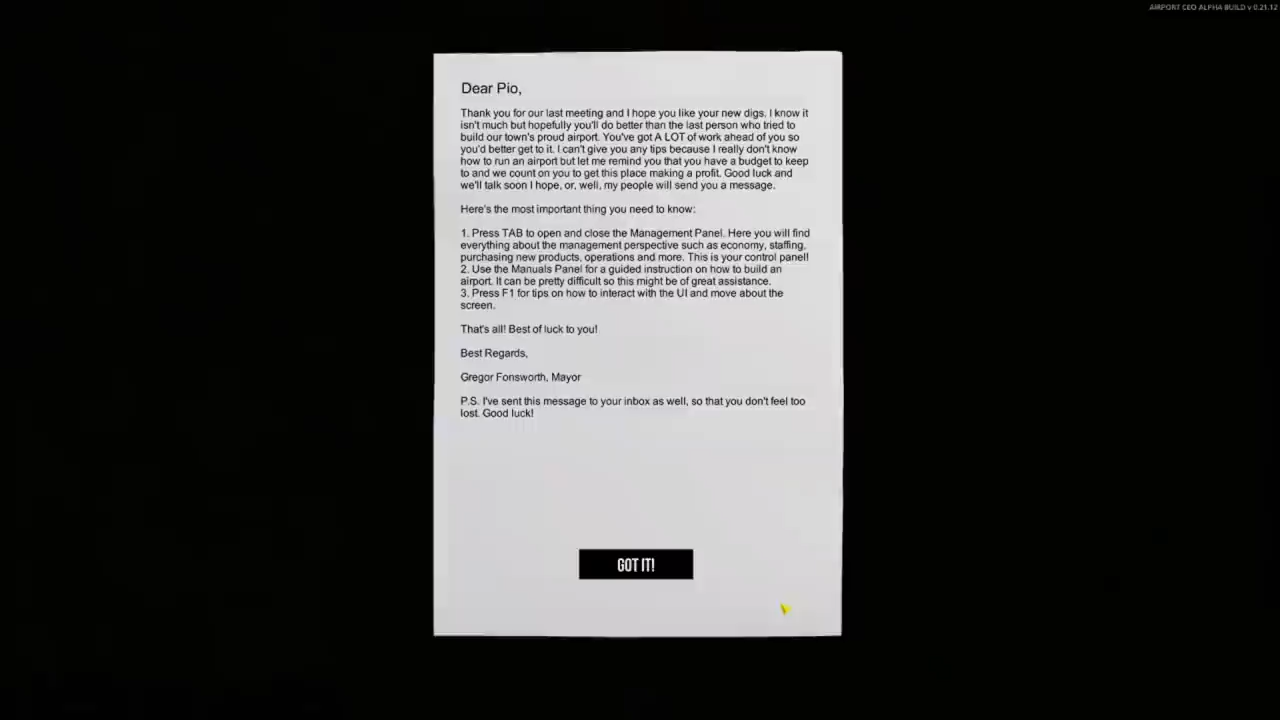 AIRPORT CEO ALPHA BUILD v 0.21.12
Dear Pio,
Thank you for our last meeting and I hope you like your new digs. I know it
isn't much but hopefully you'll do better than the last person who tried to
build our town's proud airport. You've got A LOT of work ahead of you so
you'd better get to it. I can't give you any tips because I really don't know
how to run an airport but let me remind you that you have a budget to keep
to and we count on you to get this place making a profit. Good luck and
we'll talk soon I hope, or, well, my people will send you a message.
Here's the most important thing you need to know:
1. Press TAB to open and close the Management Panel. Here you will find
everything about the management perspective such as economy, staffing,
purchasing new products, operations and more. This is your control panel!
2. Use the Manuals Panel for a guided instruction on how to build an
airport. It can be pretty difficult so this might be of great assistance.
3. Press F1 for tips on how to interact with the UI and move about the
screen.
That's all! Best of luck to you!
Best Regards,
Gregor Fonsworth, Mayor
P.S. I've sent this message to your inbox as well, so that you don't feel too
lost. Good luck!
GOT IT!